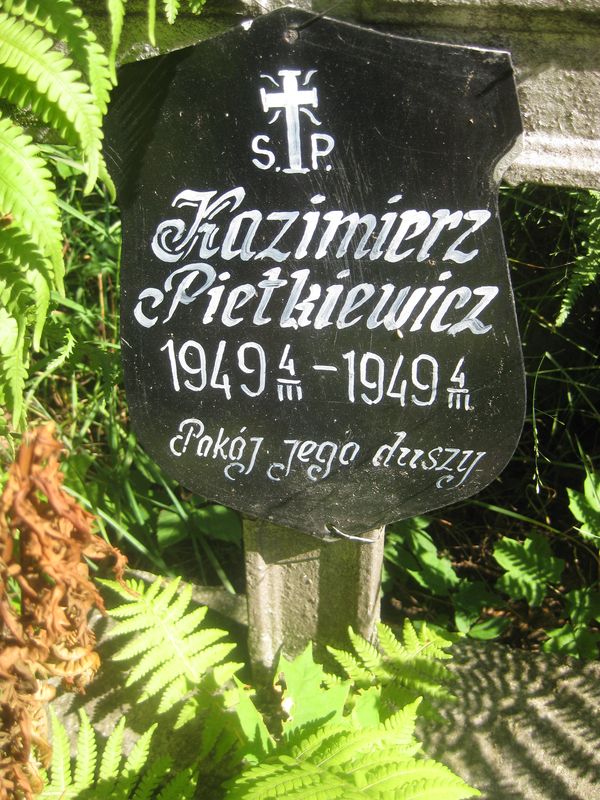 S. P.
Kazimierz
Pietkiewicz
1949 4/III – 1949 4/III
Pokój jego duszy